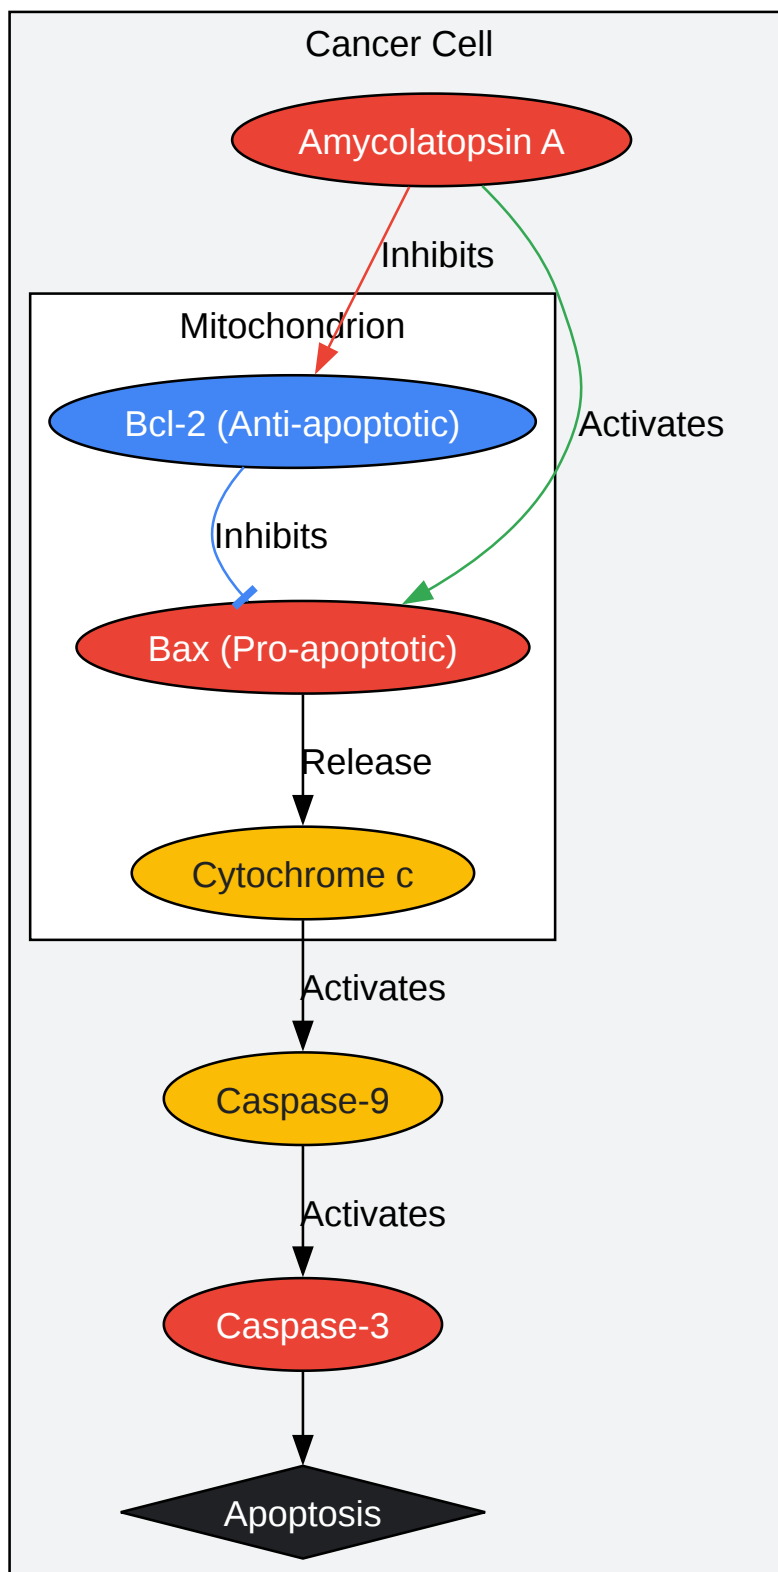 Cancer Cell
Amycolatopsin A
Inhibits
Mitochondrion
Bcl-2 (Anti-apoptotic)
Activates
Inhibits
Bax (Pro-apoptotic)
Release
Cytochrome c
Activates
Caspase-9
Activates
Caspase-3
Apoptosis